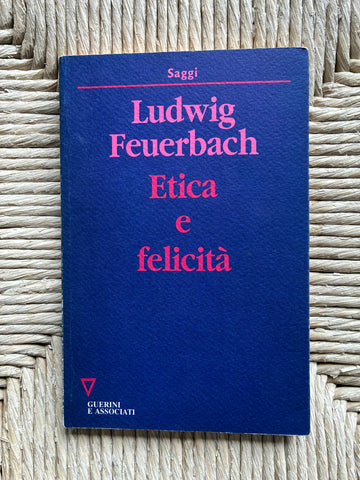 Saggi
Ludwig
Feuerbach
Etica
e
felicità
GUERINI
E ASSOCIATI